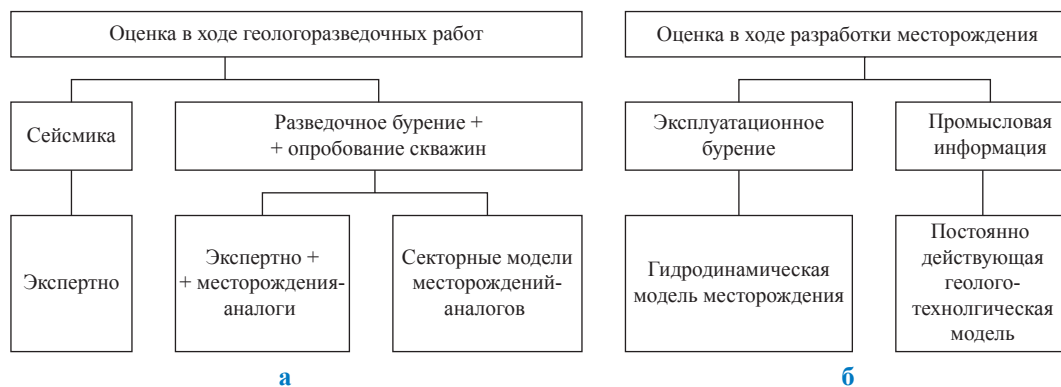 Оценка в ходе геологоразведочных работ
Сейсмика
Разведочное бурение +
+ опробование скважин
Экспертно
Экспертно +
+ месторождения-
аналоги
Секторные модели
месторождений-
аналогов
а
Оценка в ходе разработки месторождения
Эксплуатационное
бурение
Промысловая
информация
Гидродинамическая
модель месторождения
Постоянно
действующая
геолого-
технолгическая
модель
б